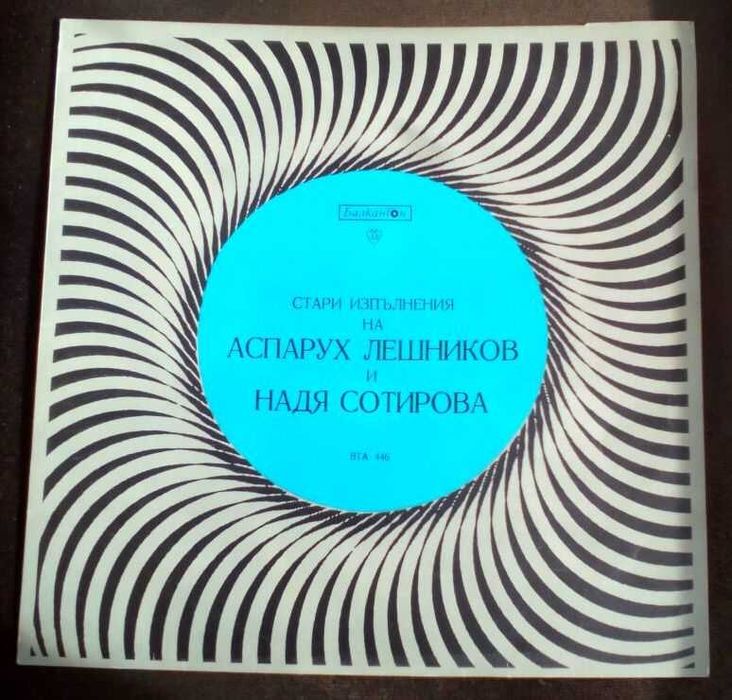 Балкантон
СТАРИ ИЗПЪЛНЕНИЯ
НА
АСПАРУХ ЛЕШНИКОВ
И
НАДЯ СОТИРОВА
ВТА 446